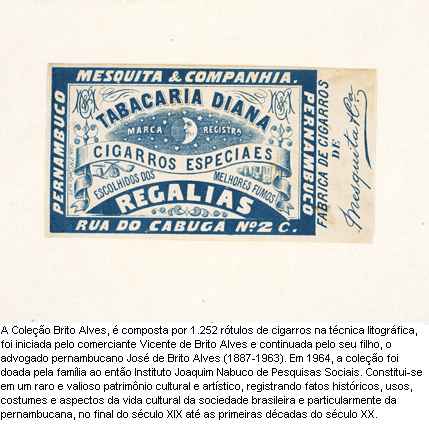 MESQUITA & COMPANHIA.
PERNAMBUCO
TABACARIA DIANA
MARCA REGISTRA
CIGARROS ESPECIAES
ESCOLHIDOS DOS MELHORES FUMOS
REGALIAS
RUA DO CABUGA Nº 2 C.
PERNAMBUCO
FABRICA DE CIGARROS
DE
Mesquita & Cia
A Coleção Brito Alves, é composta por 1.252 rótulos de cigarros na técnica litográfica,
foi iniciada pelo comerciante Vicente de Brito Alves e continuada pelo seu filho, o
advogado pernambucano José de Brito Alves (1887-1963). Em 1964, a coleção foi
doada pela família ao então Instituto Joaquim Nabuco de Pesquisas Sociais. Constitui-se
em um raro e valioso patrimônio cultural e artístico, registrando fatos históricos, usos,
costumes e aspectos da vida cultural da sociedade brasileira e particularmente da
pernambucana, no final do século XIX até as primeiras décadas do século XX.